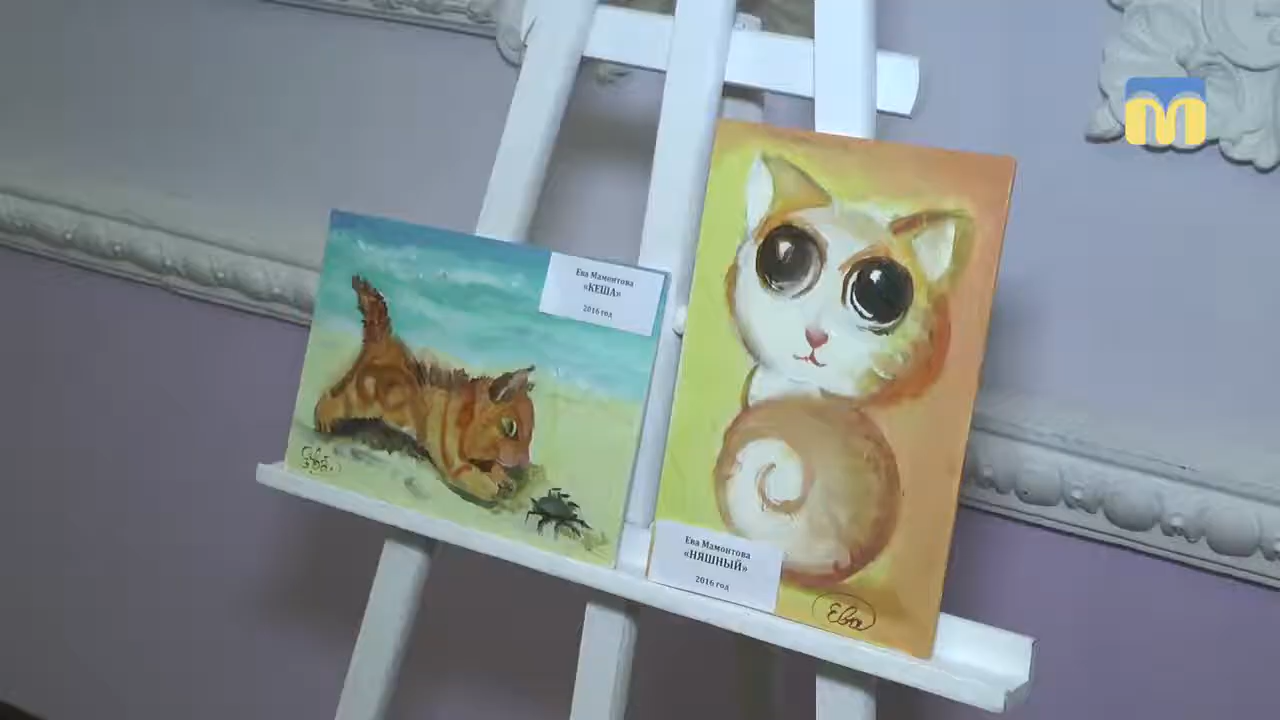 Ева Мамонтова
«КЕША»
2016 год
Ева Мамонтова
«НЯШНЫЙ»
2016 год
Ева
m